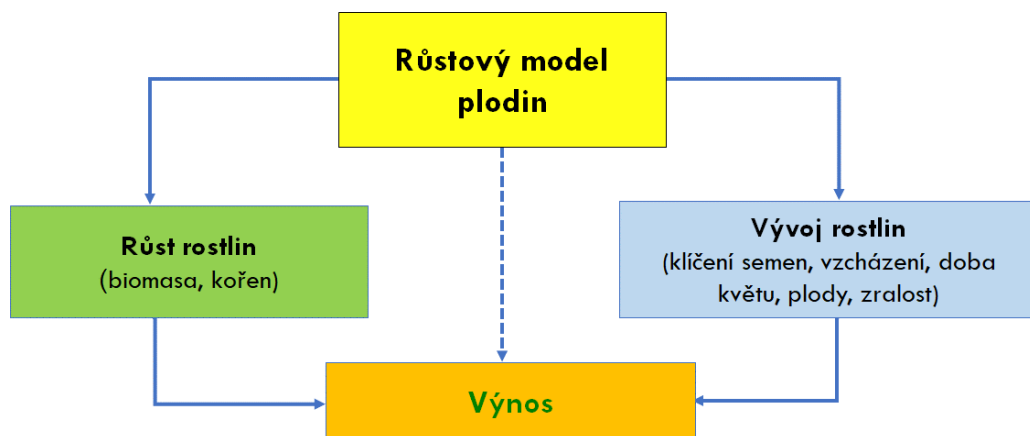 Růstový model
plodin
Růst rostlin
(biomasa, kořen)
Vývoj rostlin
(klíčení semen, vzcházení, doba
květu, plody, zralost)
Výnos